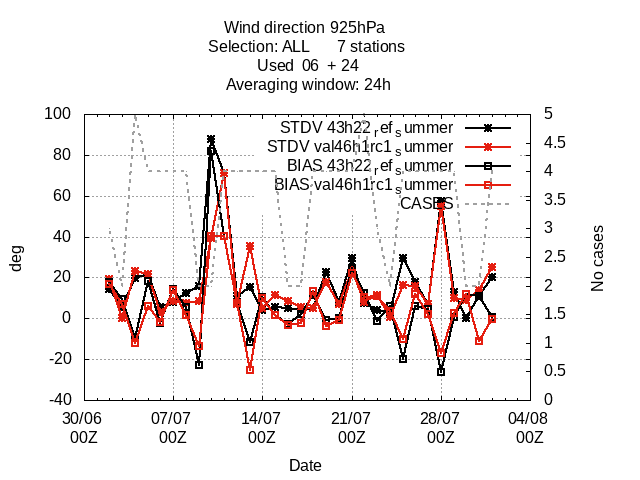 Wind direction 925hPa
Selection: ALL 7 stations
Used 06 + 24
Averaging window: 24h
STDV 43h22_ref_summer
STDV val46h1rc1_summer
BIAS 43h22_ref_summer
BIAS val46h1rc1_summer
CASES
100
80
60
40
20
0
-20
-40
deg
5
4.5
4
3.5
3
2.5
2
1.5
1
0.5
0
No cases
30/06 07/07 14/07 21/07 28/07 04/08
00Z 00Z 00Z 00Z 00Z 00Z
Date